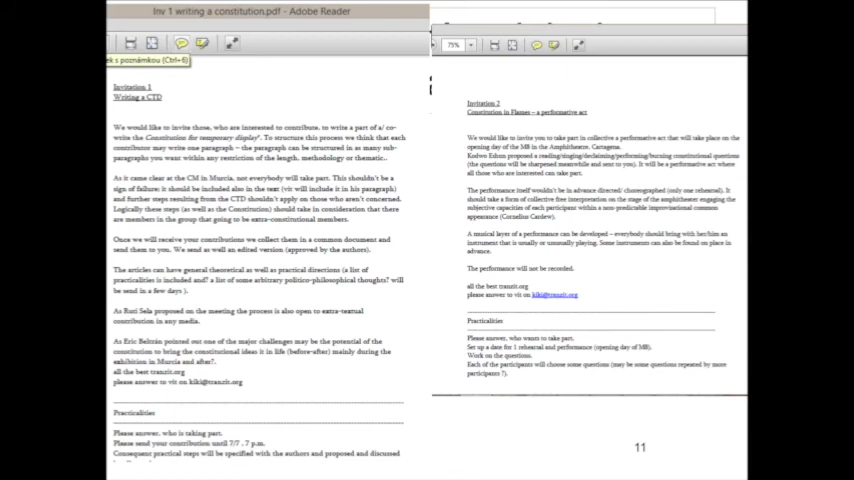 Inv 1 writing a constitution.pdf - Adobe Reader
ek s poznámkou (Ctrl+6)
Invitation 1
Writing a CTD
We would like to invite those, who are interested to contribute, to write a part of a/ co-
write the Constitution for temporary display". To structure this process we think that each
contributor may write one paragraph – the paragraph can be structured in as many sub-
paragraphs you want within any restriction of the length, methodology or thematic..
As it came clear at the CM in Murcia, not everybody will take part. This shouldn't be a
sign of failure; it should be included also in the text (vit will include it in his paragraph)
and further steps resulting from the CTD shouldn't apply on those who aren't concerned.
Logically these steps (as well as the Constitution) should take in consideration that there
are members in the group that going to be extra-constitutional members.
Once we will receive your contributions we collect them in a common document and
send them to you. We send as well an edited version (approved by the authors).
The articles can have general theoretical as well as practical directions (a list of
practicalities is included and? a list of some arbitrary politico-philosophical thoughts? will
be send in a few days ).
As Ruti Sela proposed on the meeting the process is also open to extra-textual
contribution in any media.
As Eric Beltrán pointed out one of the major challenges may be the potential of the
constitution to bring the constitutional ideas it in life (before-after) mainly during the
exhibition in Murcia and after?.
all the best tranzit.org
please answer to vit on kiki@tranzit.org
Practicalities
Please answer, who is taking part.
Please send your contribution until 7/7 , 7 p.m.
Consequent practical steps will be specified with the authors and proposed and discussed
75%
Invitation 2
Constitution in Flames – a performative act
We would like to invite you to take part in collective a performative act that will take place on the
opening day of the M8 in the Amphitheatre, Cartagena.
Kodwo Eshun proposed a reading/singing/declaiming/performing/burning constitutional questions
(the questions will be sharpened meanwhile and sent to you). It will be a performative act where
all those who are interested can take part.
The performance itself wouldn't be in advance directed/ choreographed (only one rehearsal). It
should take a form of collective free interpretation on the stage of the amphitheater engaging the
subjective capacities of each participant within a non-predictable improvisational common
appearance (Cornelius Cardew).
A musical layer of a performance can be developed – everybody should bring with her/him an
instrument that is usually or unusually playing. Some instruments can also be found on place in
advance.
The performance will not be recorded.
all the best tranzit.org
please answer to vit on kiki@tranzit.org
Practicalities
Please answer, who wants to take part.
Set up a date for 1 rehearsal and performance (opening day of M8).
Work on the questions.
Each of the participants will choose some questions (may be some questions repeated by more
participants ?).
11